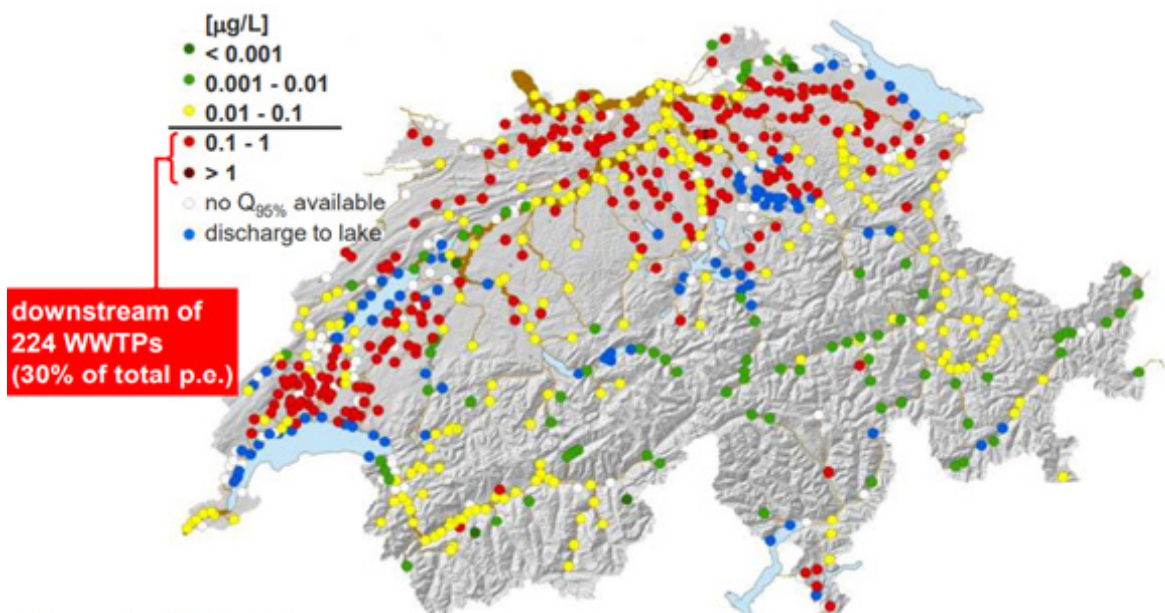 [µg/L]
< 0.001
0.001 - 0.01
0.01 - 0.1
0.1 - 1
> 1
no Q95% available
discharge to lake
downstream of
224 WWTPs
(30% of total p.e.)